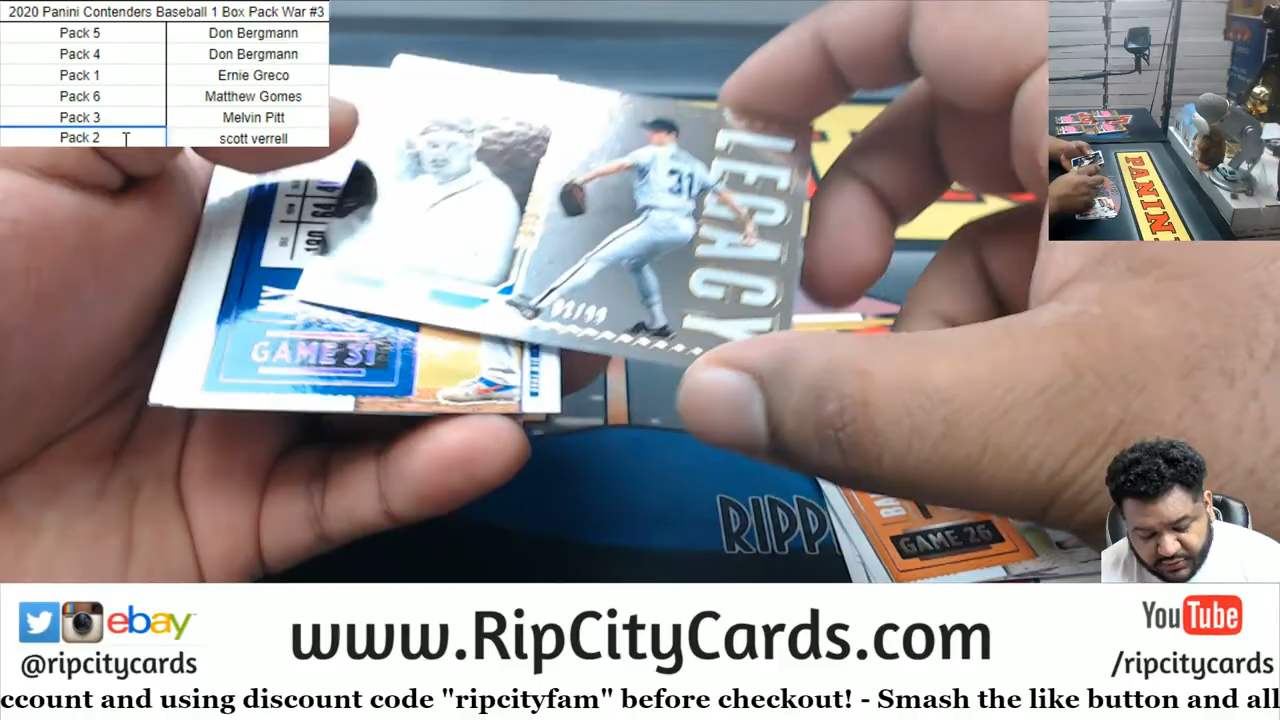 2020 Panini Contenders Baseball 1 Box Pack War #3
Pack 5 Don Bergmann
Pack 4 Don Bergmann
Pack 1 Ernie Greco
Pack 6 Matthew Gomes
Pack 3 Melvin Pitt
Pack 2 scott verrell
LEGACY
31
/99
GAME 31
PANINI
RIPP
GAME 26
ebay
@ripcitycards
www.RipCityCards.com
YouTube
/ripcitycards
ccount and using discount code "ripcityfam" before checkout! - Smash the like button and all